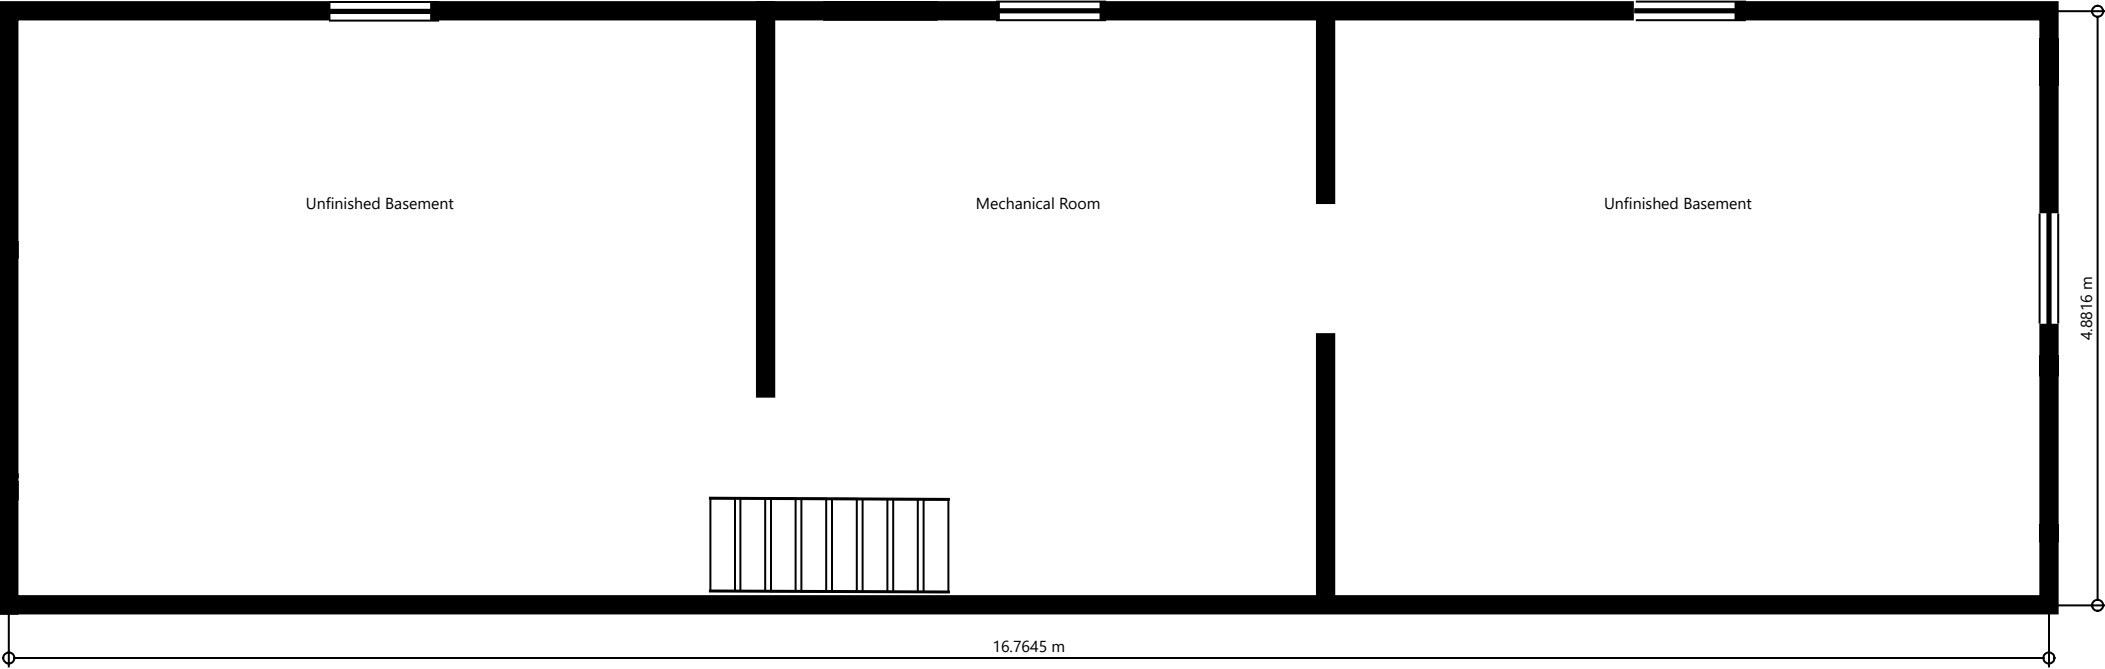 Unfinished Basement
Mechanical Room
Unfinished Basement
4.8816 m
16.7645 m